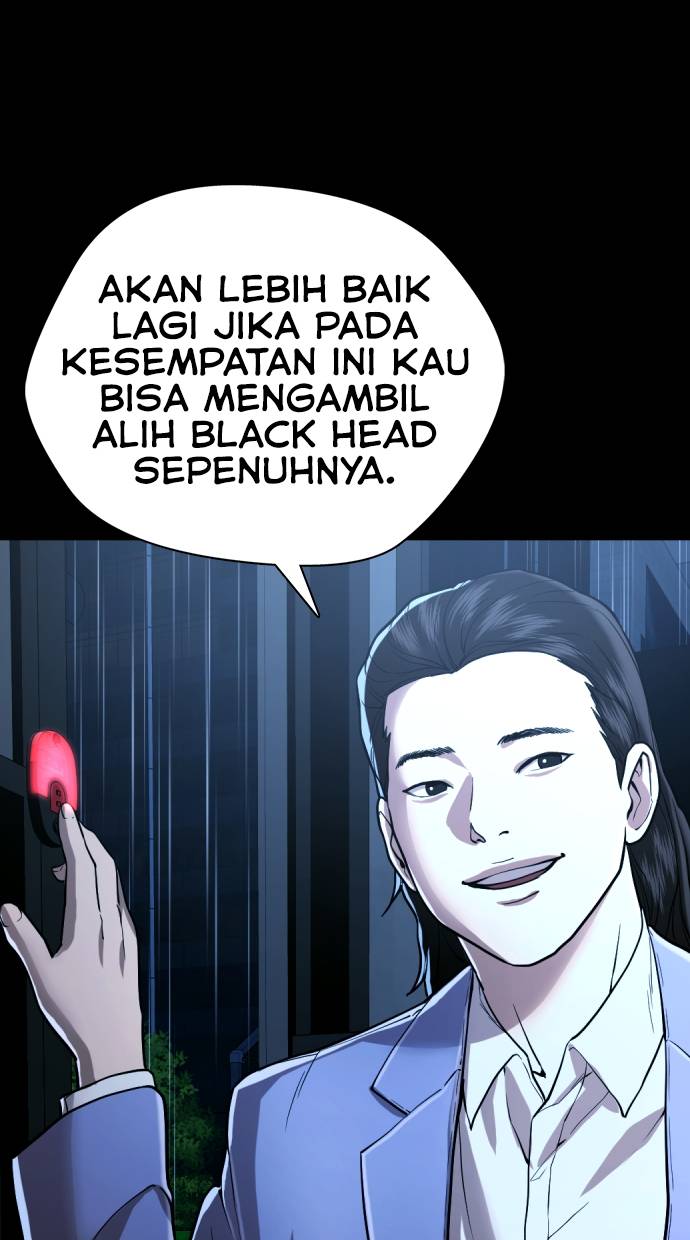 AKAN LEBIH BAIK
LAGI JIKA PADA
KESEMPATAN INI KAU
BISA MENGAMBIL
ALIH BLACK HEAD
SEPENUHNYA.